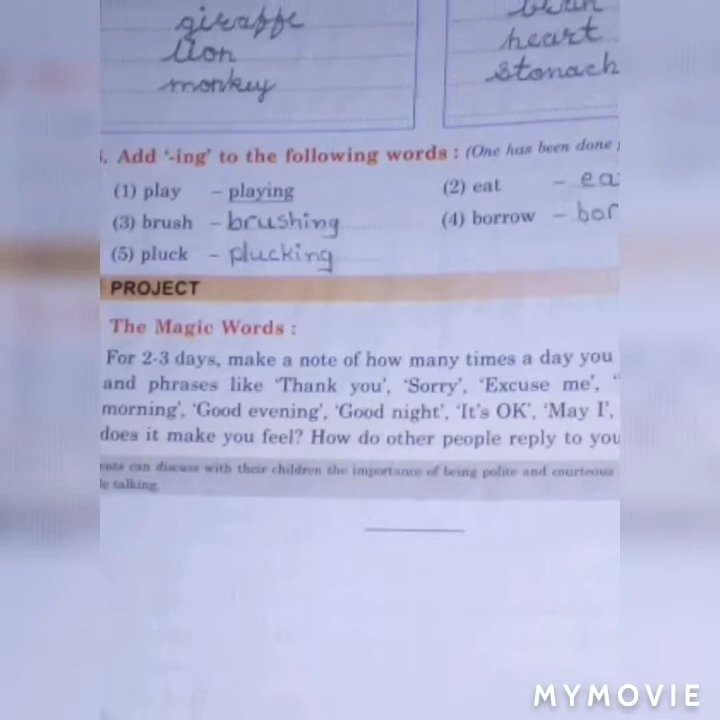 giraffe
lion
monkey
brain
heart
stomach
Add '-ing' to the following words : (One has been done
(1) play – playing
(2) eat – ea
(3) brush – brushing
(4) borrow – bor
(5) pluck – plucking
PROJECT
The Magic Words :
For 2-3 days, make a note of how many times a day you
and phrases like 'Thank you', 'Sorry', 'Excuse me', '
morning', 'Good evening', 'Good night', 'It's OK', 'May I',
does it make you feel? How do other people reply to you
can discuss with their children the importance of being polite and courteous
talking.
MYMOVIE